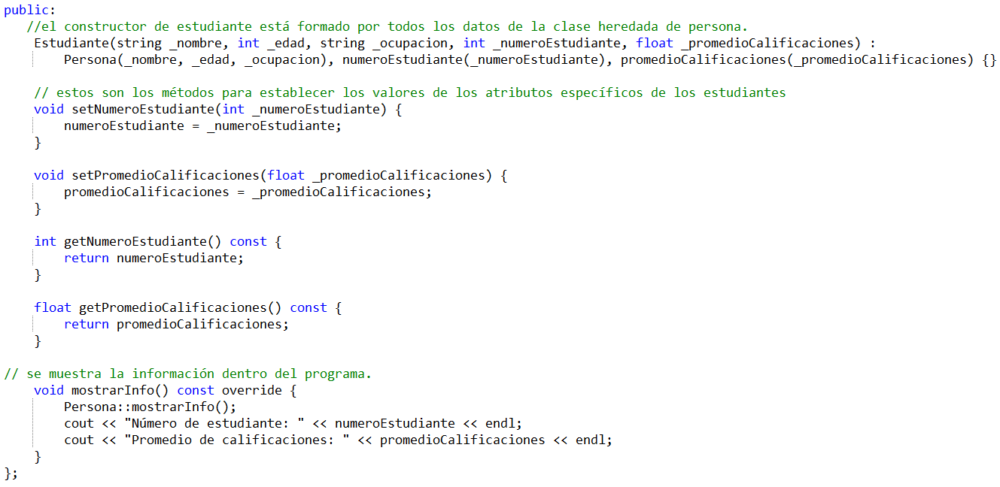 public:
   //el constructor de estudiante está formado por todos los datos de la clase heredada de persona.
    Estudiante(string _nombre, int _edad, string _ocupacion, int _numeroEstudiante, float _promedioCalificaciones) :
        Persona(_nombre, _edad, _ocupacion), numeroEstudiante(_numeroEstudiante), promedioCalificaciones(_promedioCalificaciones) {}

    // estos son los métodos para establecer los valores de los atributos específicos de los estudiantes
    void setNumeroEstudiante(int _numeroEstudiante) {
        numeroEstudiante = _numeroEstudiante;
    }

    void setPromedioCalificaciones(float _promedioCalificaciones) {
        promedioCalificaciones = _promedioCalificaciones;
    }

    int getNumeroEstudiante() const {
        return numeroEstudiante;
    }

    float getPromedioCalificaciones() const {
        return promedioCalificaciones;
    }

// se muestra la información dentro del programa.
    void mostrarInfo() const override {
        Persona::mostrarInfo();
        cout << "Número de estudiante: " << numeroEstudiante << endl;
        cout << "Promedio de calificaciones: " << promedioCalificaciones << endl;
    }
};